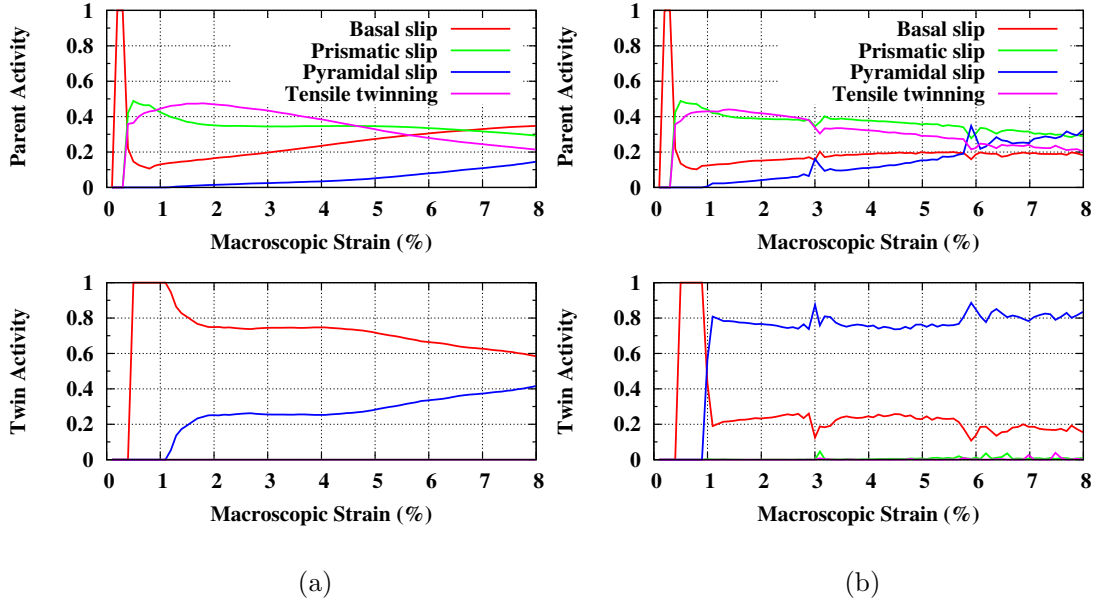 Parent Activity
1
0.8
0.6
0.4
0.2
0
Basal slip
Prismatic slip
Pyramidal slip
Tensile twinning
0 1 2 3 4 5 6 7 8
Macroscopic Strain (%)
Parent Activity
1
0.8
0.6
0.4
0.2
0
Basal slip
Prismatic slip
Pyramidal slip
Tensile twinning
0 1 2 3 4 5 6 7 8
Macroscopic Strain (%)
Twin Activity
1
0.8
0.6
0.4
0.2
0
0 1 2 3 4 5 6 7 8
Macroscopic Strain (%)
Twin Activity
1
0.8
0.6
0.4
0.2
0
0 1 2 3 4 5 6 7 8
Macroscopic Strain (%)
(a)
(b)